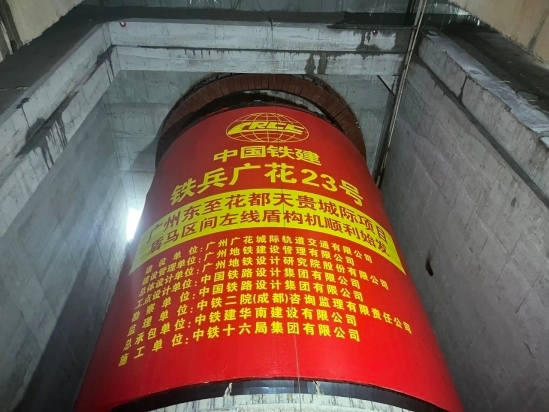 CRCC
中国铁建
铁兵广花23号
广州东至花都天贵城际项目
马区间左线盾构机顺利始发
建设单位:广州广花城际轨道交通有限公司
建设管理单位:广州地铁建设管理有限公司
总体设计单位:广州地铁设计研究院股份有限公司
工点设计单位:中国铁路设计集团有限公司
勘察单位:中国铁路设计集团有限公司
监理单位:中铁二院(成都)咨询监理有限责任公司
总承包单位:中铁建华南建设有限公司
施工单位:中铁十六局集团有限公司